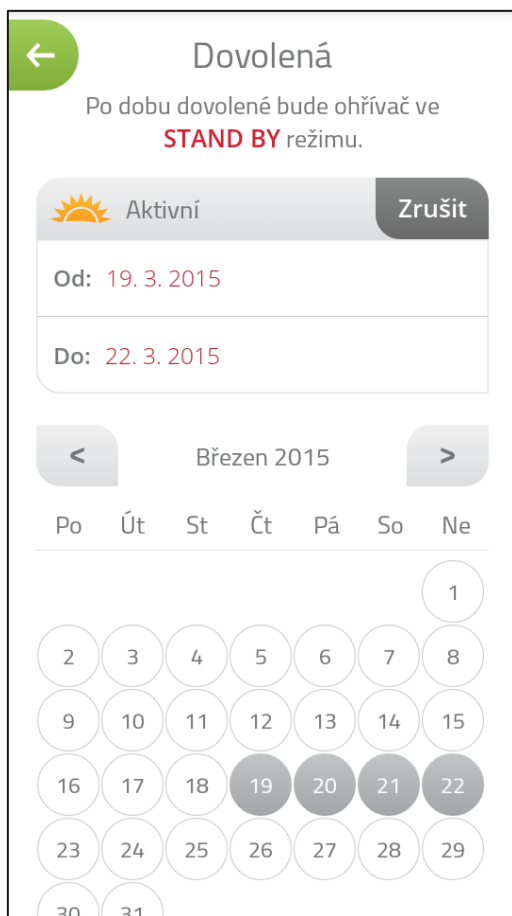 Dovolená
Po dobu dovolené bude ohřívač ve
STAND BY režimu.
Aktivní Zrušit
Od: 19. 3. 2015
Do: 22. 3. 2015
< Březen 2015 >
Po Út St Čt Pá So Ne
1
2 3 4 5 6 7 8
9 10 11 12 13 14 15
16 17 18 19 20 21 22
23 24 25 26 27 28 29
30 31